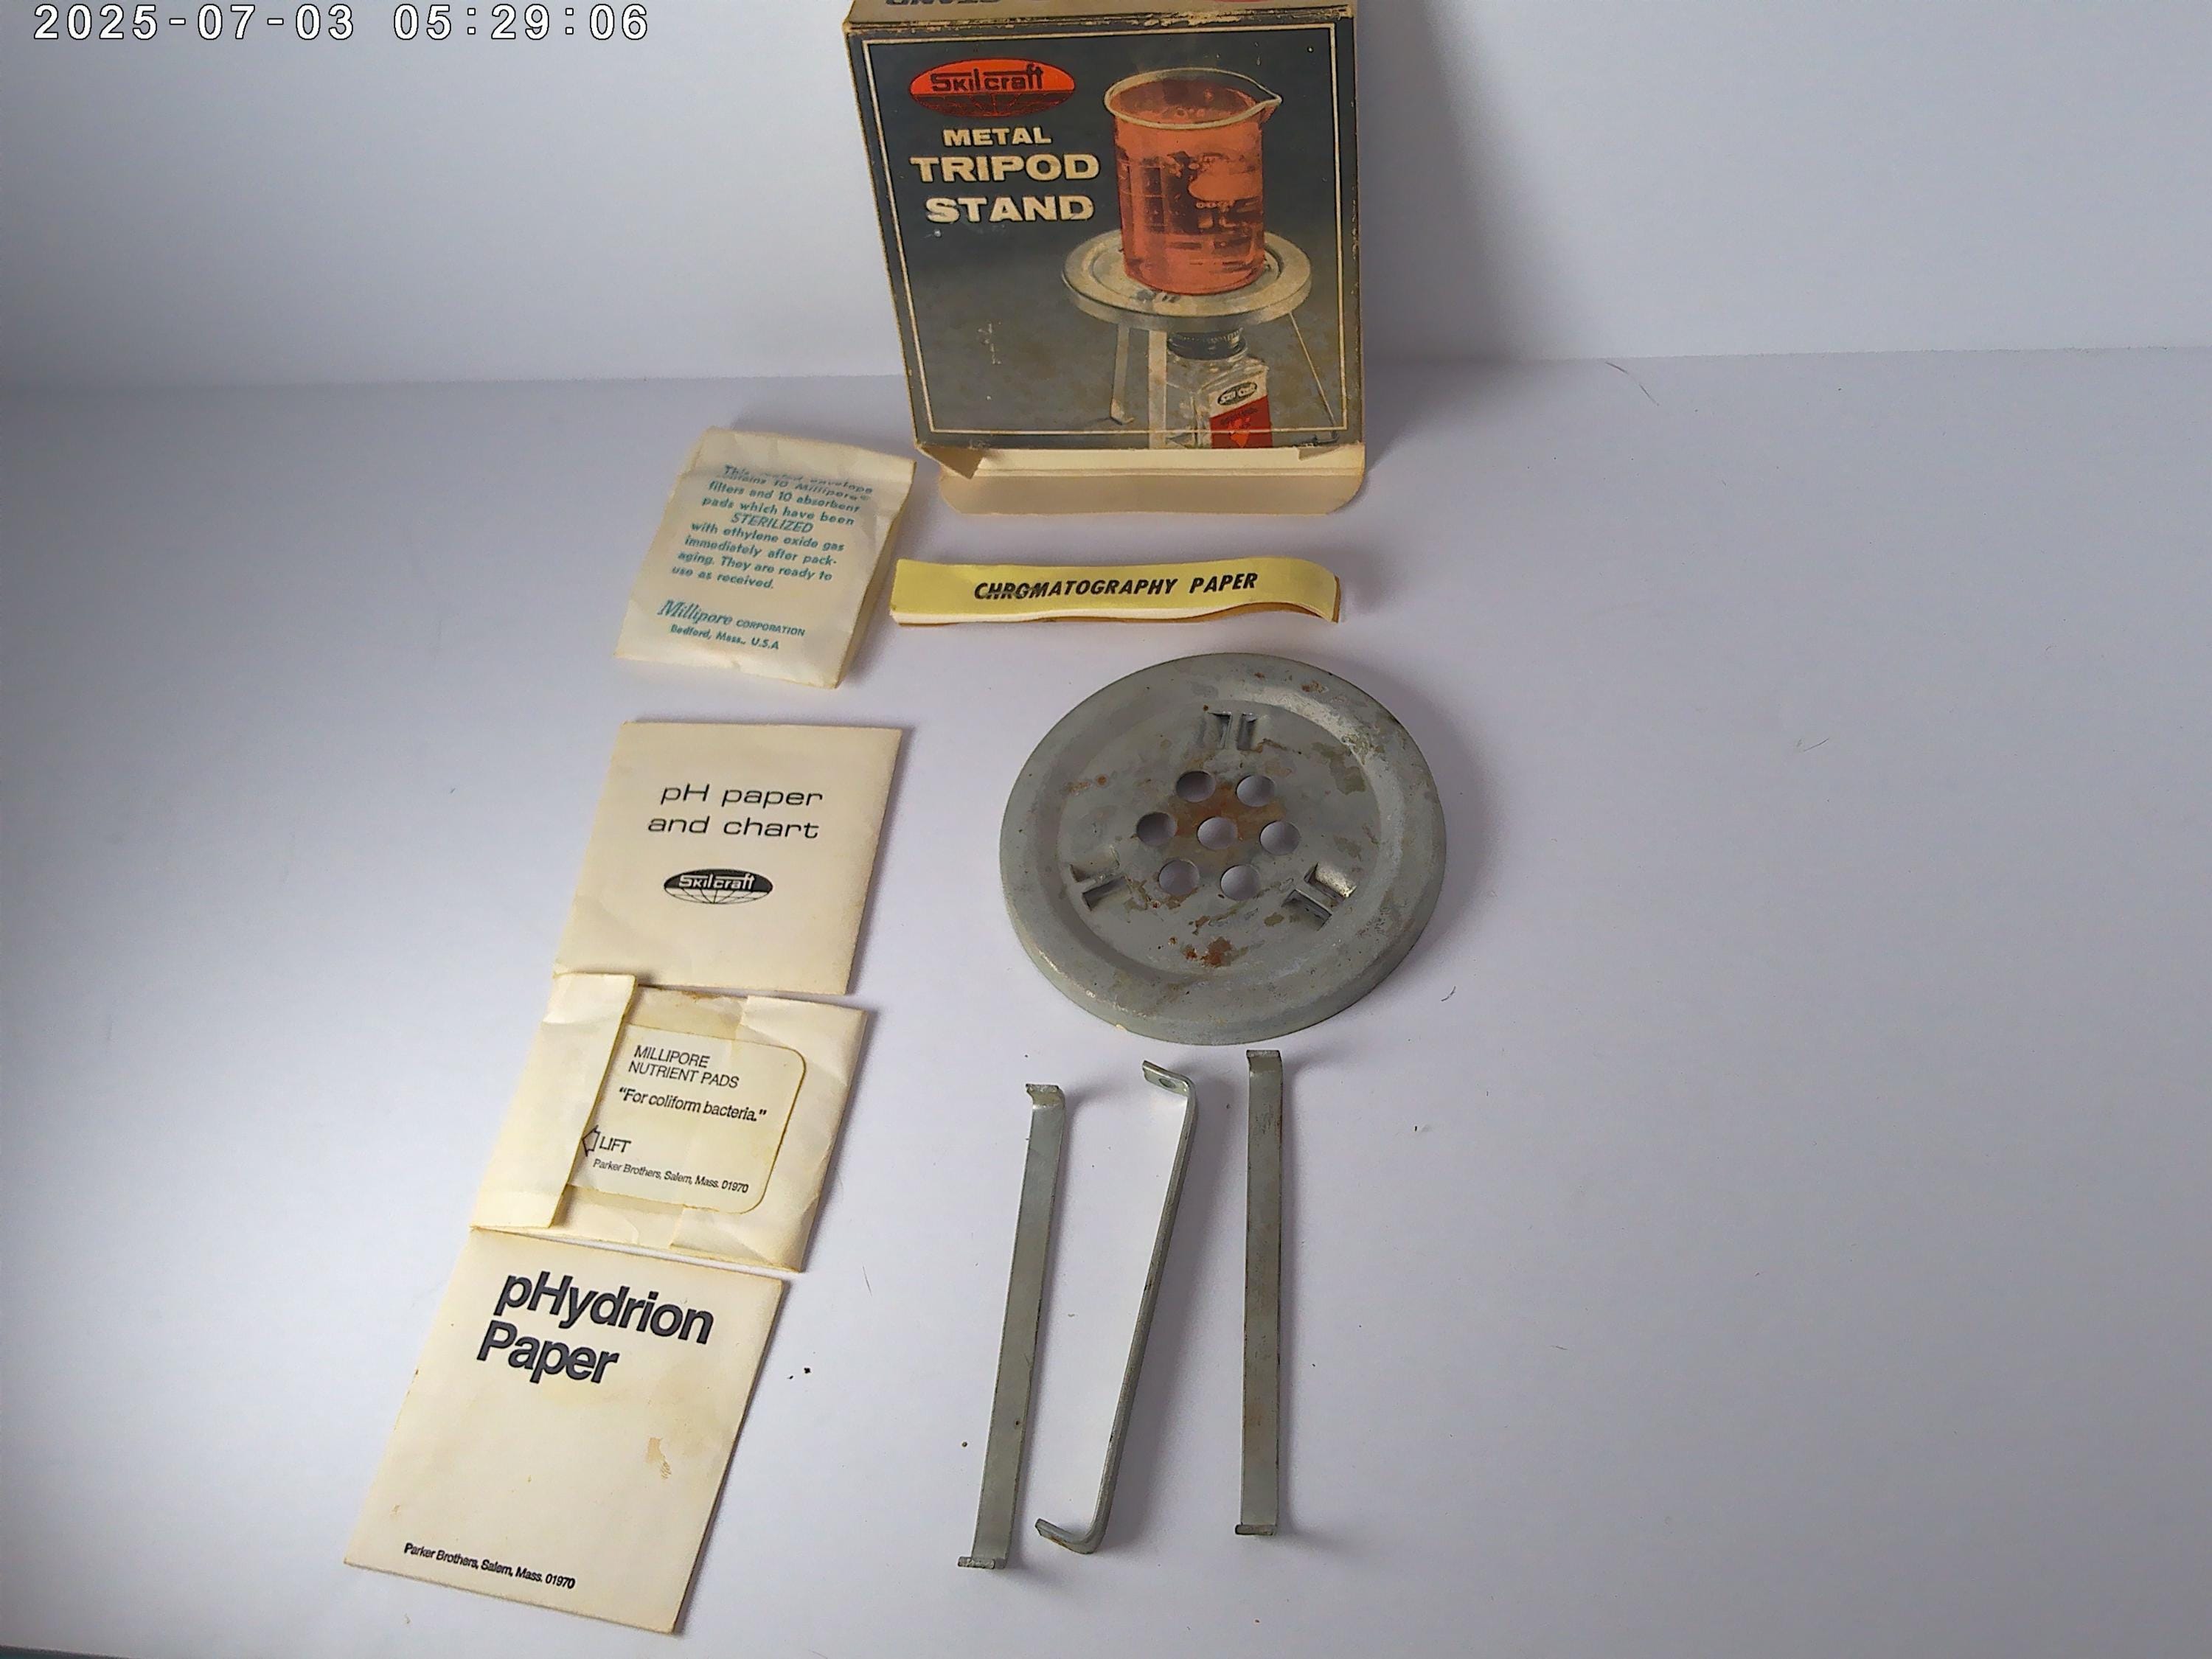 2025-07-03 05:29:06
STAND
Skilcraft
METAL
TRIPOD
STAND
Skilcraft
This sealed envelope
contains 10 Millipore
filters and 10 absorbent
pads which have been
STERILIZED
with ethylene oxide gas
immediately after pack-
aging. They are ready to
use as received.
Millipore CORPORATION
Bedford, Mass., U.S.A
CHROMATOGRAPHY PAPER
pH paper
and chart
Skilcraft
MILLIPORE
NUTRIENT PADS
"For coliform bacteria."
LIFT
Parker Brothers, Salem, Mass. 01970
pHydrion
Paper
Parker Brothers, Salem, Mass. 01970